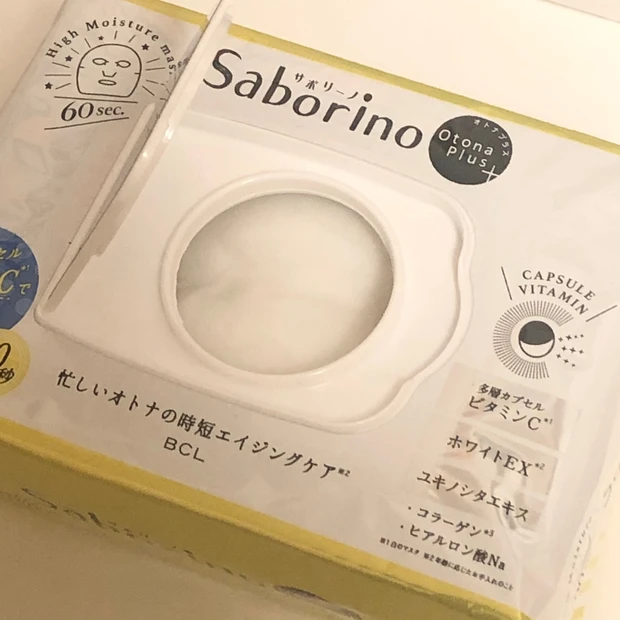 High Moisture mas
60 sec.
サボリーノ
Saborino
オトナプラス
Otona
Plus+
CAPSULE
VITAMIN
忙しいオトナの時短エイジングケア※2
BCL
多層カプセル
ビタミンC※1
ホワイトEX※2
ユキノシタエキス
・コラーゲン※3
・ヒアルロン酸Na
C で
秒